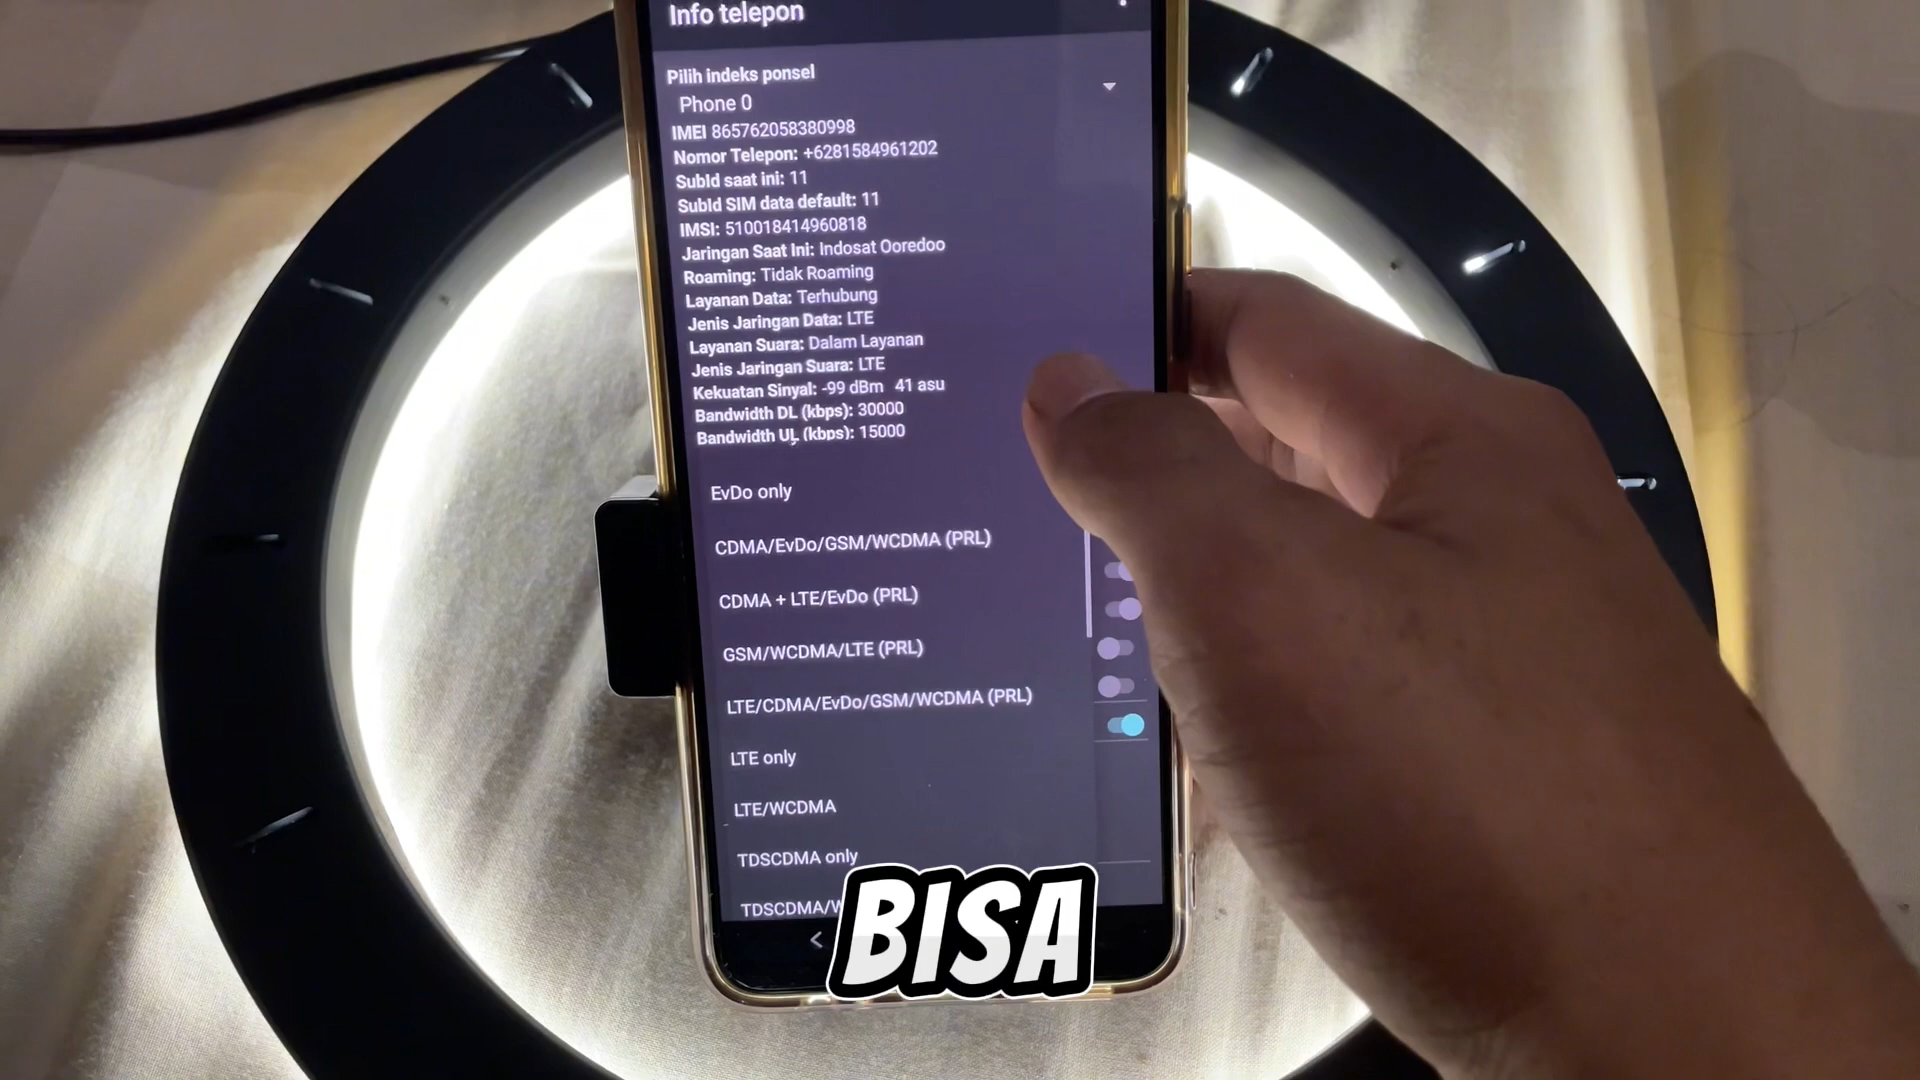 Info telepon
Pilih indeks ponsel
Phone 0
IMEI 865762058380998
Nomor Telepon: +6281584961202
SubId saat ini: 11
SubId SIM data default: 11
IMSI: 510018414960818
Jaringan Saat Ini: Indosat Ooredoo
Roaming: Tidak Roaming
Layanan Data: Terhubung
Jenis Jaringan Data: LTE
Layanan Suara: Dalam Layanan
Jenis Jaringan Suara: LTE
Kekuatan Sinyal: -99 dBm 41 asu
Bandwidth DL (kbps): 30000
Bandwidth UL (kbps): 15000
EvDo only
CDMA/EvDo/GSM/WCDMA (PRL)
CDMA + LTE/EvDo (PRL)
GSM/WCDMA/LTE (PRL)
LTE/CDMA/EvDo/GSM/WCDMA (PRL)
LTE only
LTE/WCDMA
TDSCDMA only
BISA